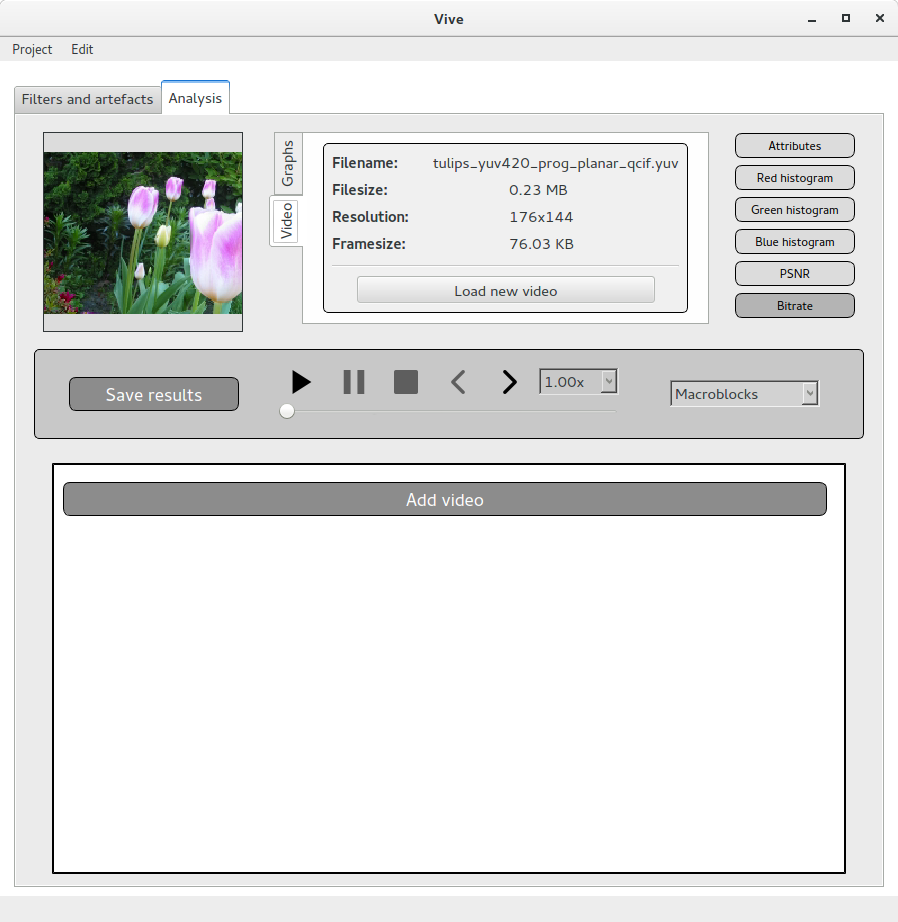 Vive
Project Edit
Filters and artefacts Analysis
Graphs
Video
Filename: tulips_yuv420_prog_planar_qcif.yuv
Filesize: 0.23 MB
Resolution: 176x144
Framesize: 76.03 KB
Load new video
Attributes
Red histogram
Green histogram
Blue histogram
PSNR
Bitrate
Save results
1.00x
Macroblocks
Add video